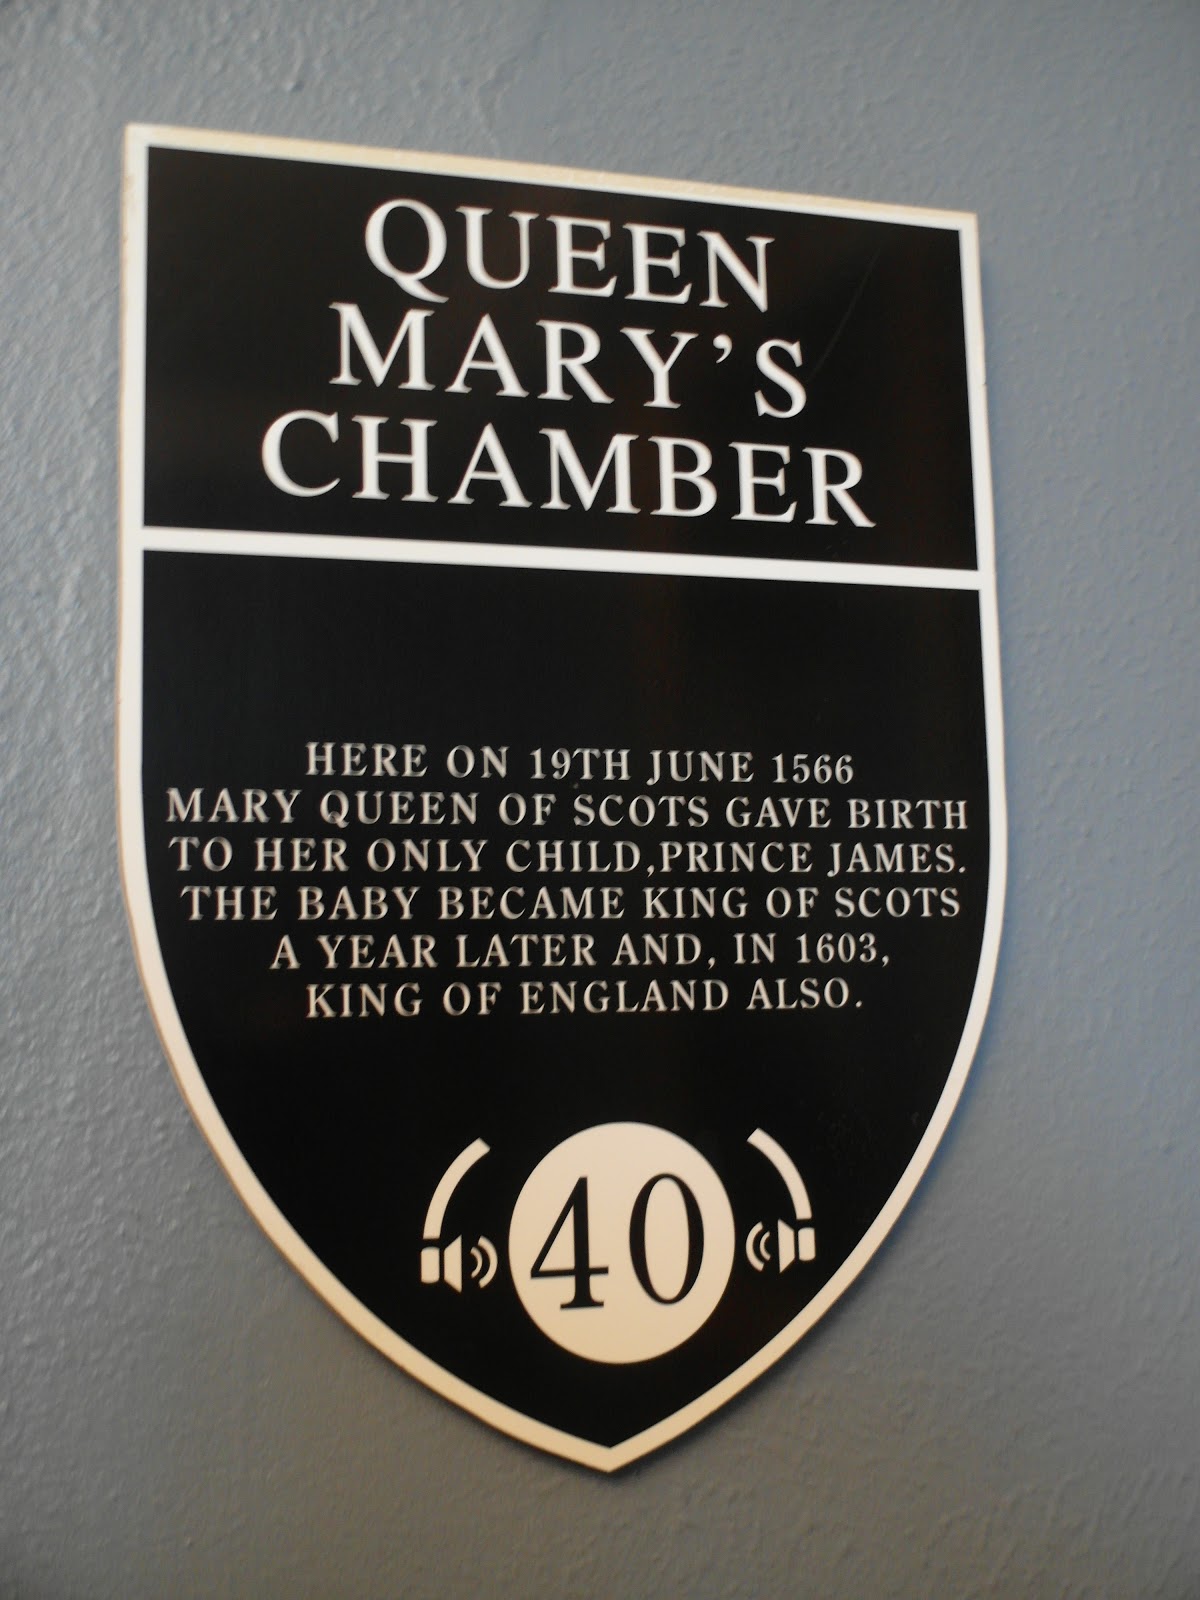 QUEEN
MARY'S
CHAMBER
HERE ON 19TH JUNE 1566
MARY QUEEN OF SCOTS GAVE BIRTH
TO HER ONLY CHILD,PRINCE JAMES.
THE BABY BECAME KING OF SCOTS
A YEAR LATER AND, IN 1603,
KING OF ENGLAND ALSO.
40